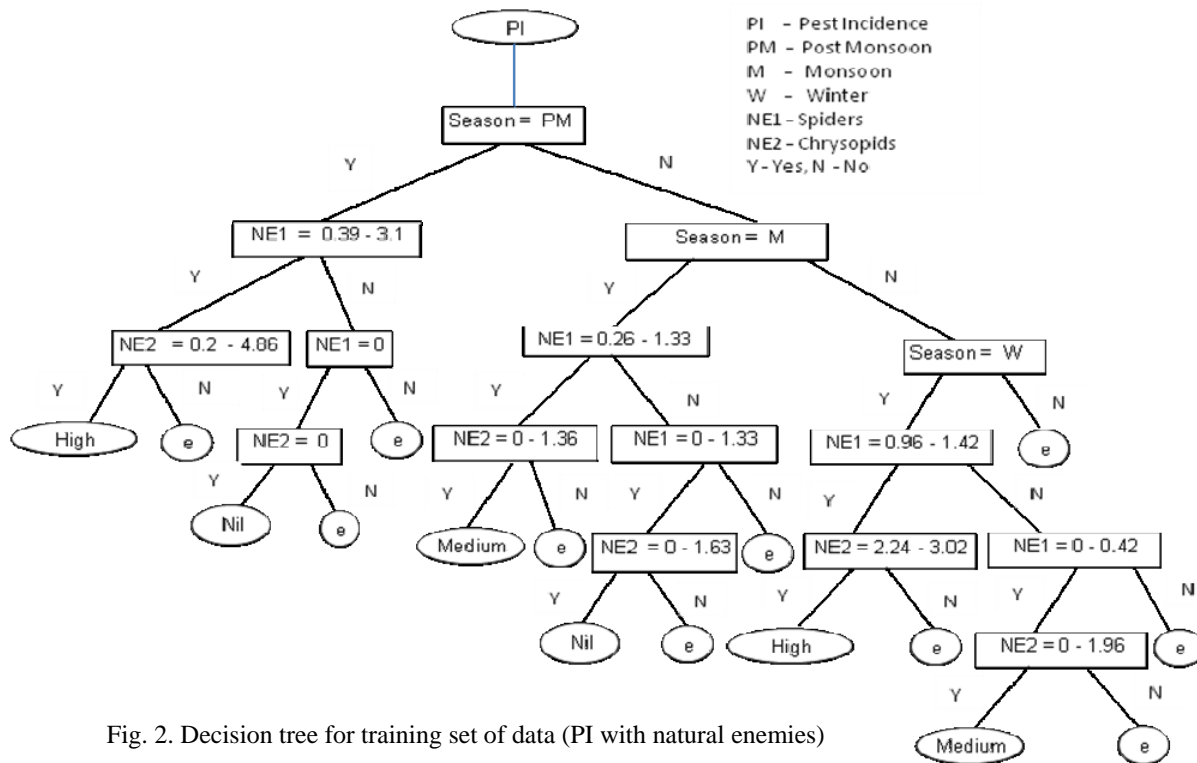 PI
PI - Pest Incidence
PM - Post Monsoon
M - Monsoon
W - Winter
NE1 - Spiders
NE2 - Chrysopids
Y - Yes, N - No
Season = PM
Y
N
NE1 = 0.39 - 3.1
Season = M
Y
N
Y
N
NE2 = 0.2 - 4.86
NE1 = 0
NE1 = 0.26 - 1.33
Season = W
Y
N
Y
N
Y
N
Y
N
High
e
NE2 = 0
e
NE2 = 0 - 1.36
NE1 = 0 - 1.33
NE1 = 0.96 - 1.42
e
Y
N
Y
N
Y
N
Y
N
Nil
e
Medium
e
NE2 = 0 - 1.63
e
NE2 = 2.24 - 3.02
NE1 = 0 - 0.42
Y
N
Y
N
Y
N
Nil
e
High
e
NE2 = 0 - 1.96
e
Y
N
Medium
e
Fig. 2. Decision tree for training set of data (PI with natural enemies)